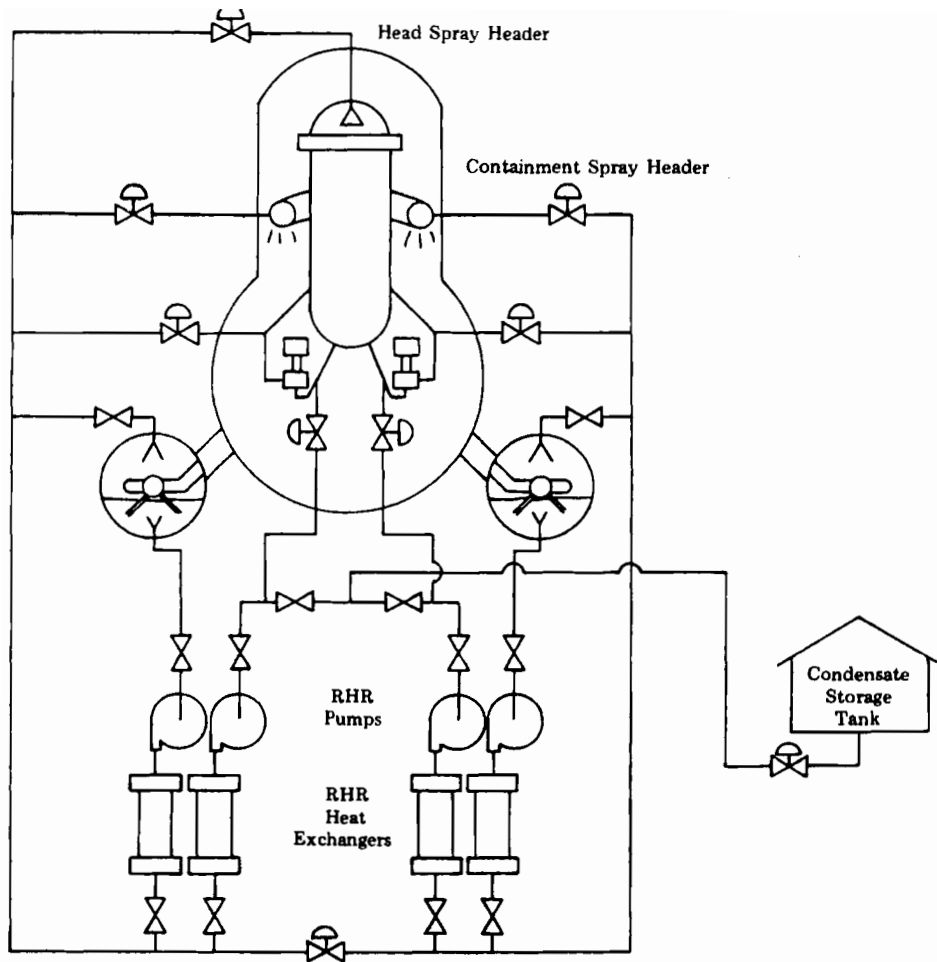 Head Spray Header
Containment Spray Header
RHR
Pumps
Condensate
Storage
Tank
RHR
Heat
Exchangers